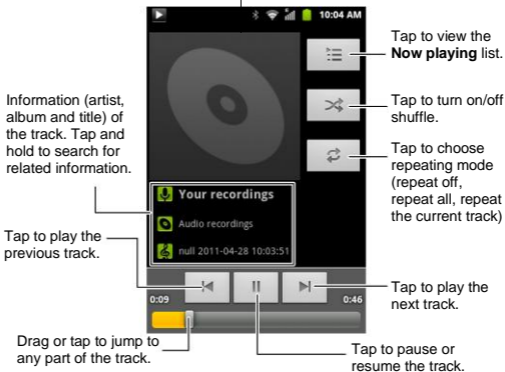 10:04 AM
Tap to view the
Now playing list.
Tap to turn on/off
shuffle.
Tap to choose
repeating mode
(repeat off,
repeat all, repeat
the current track)
Information (artist,
album and title) of
the track. Tap and
hold to search for
related information.
Your recordings
Audio recordings
null 2011-04-28 10:03:51
Tap to play the
previous track.
0:09
0:46
Tap to play the
next track.
Drag or tap to jump to
any part of the track.
Tap to pause or
resume the track.